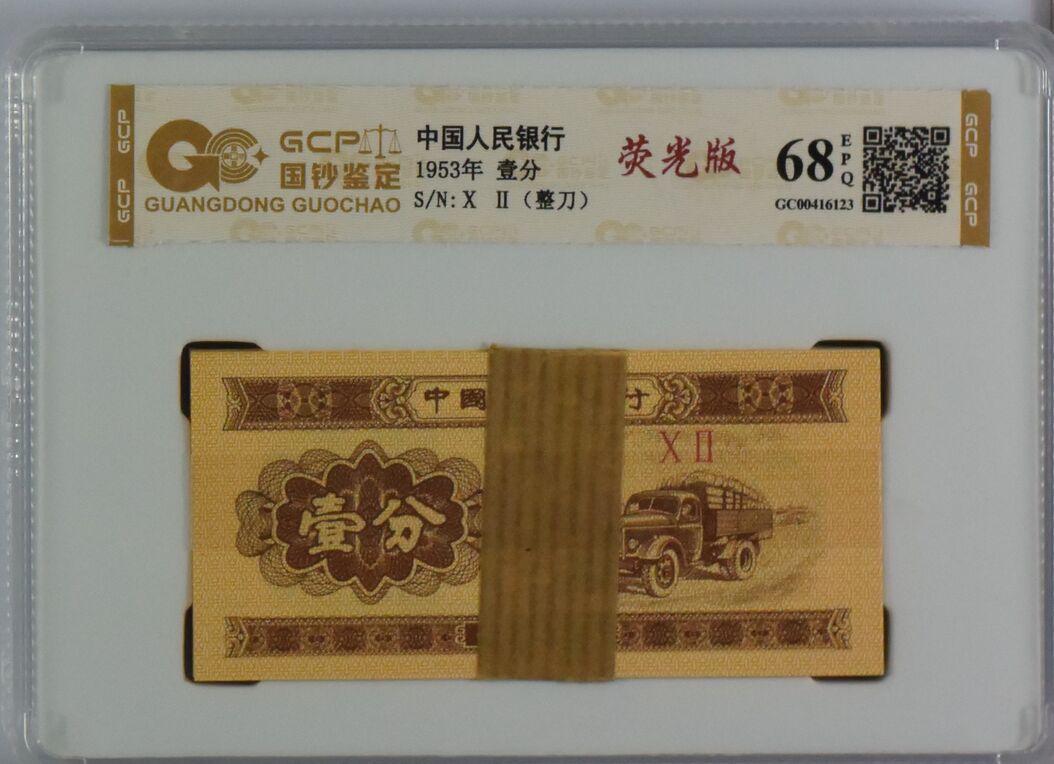 GCP
GCP
GCP
国钞鉴定
GUANGDONG GUOCHAO
中国人民银行
1953年 壹分
S/N: X Ⅱ（整刀）
荧光版
68
EPQ
GC00416123
GCP
GCP
中國
X Ⅱ
壹分